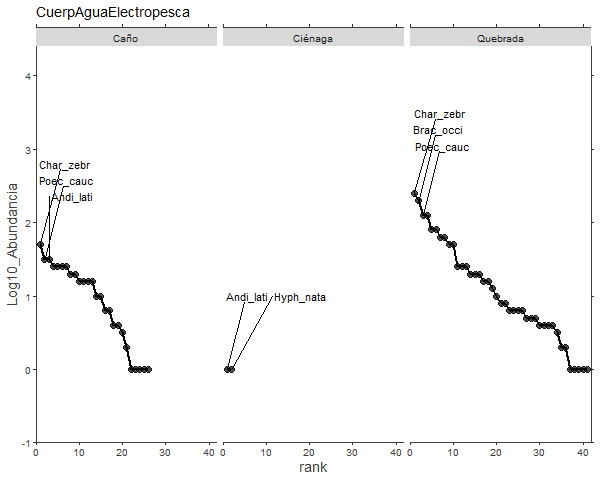 CuerpAguaElectropesca
Caño
Ciénaga
Quebrada
Log10_Abundancia
4
3
2
1
0
-1
Char_zebr
Poec_cauc
Andi_lati
Andi_lati
Hyph_nata
Char_zebr
Brac_occi
Poec_cauc
0 10 20 30 40
0 10 20 30 40
0 10 20 30 40
rank